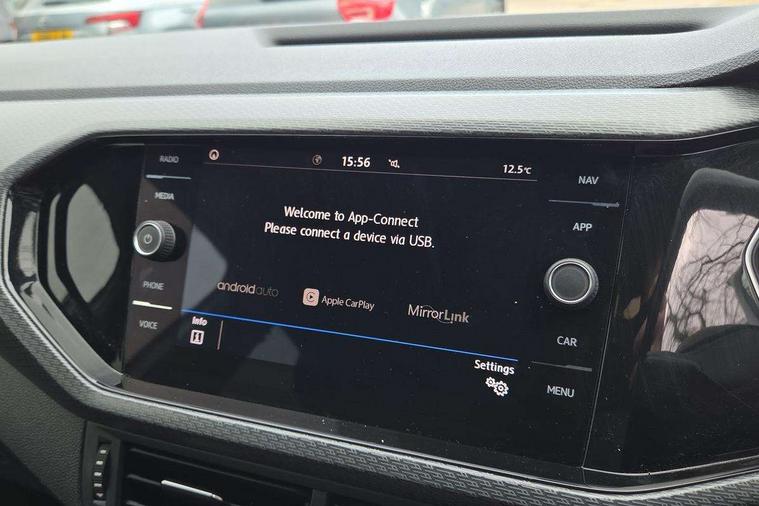 RADIO
MEDIA
PHONE
VOICE
15:56
12.5°C
Welcome to App-Connect
Please connect a device via USB.
androidauto
Apple CarPlay
MirrorLink
Info
Settings
NAV
APP
CAR
MENU